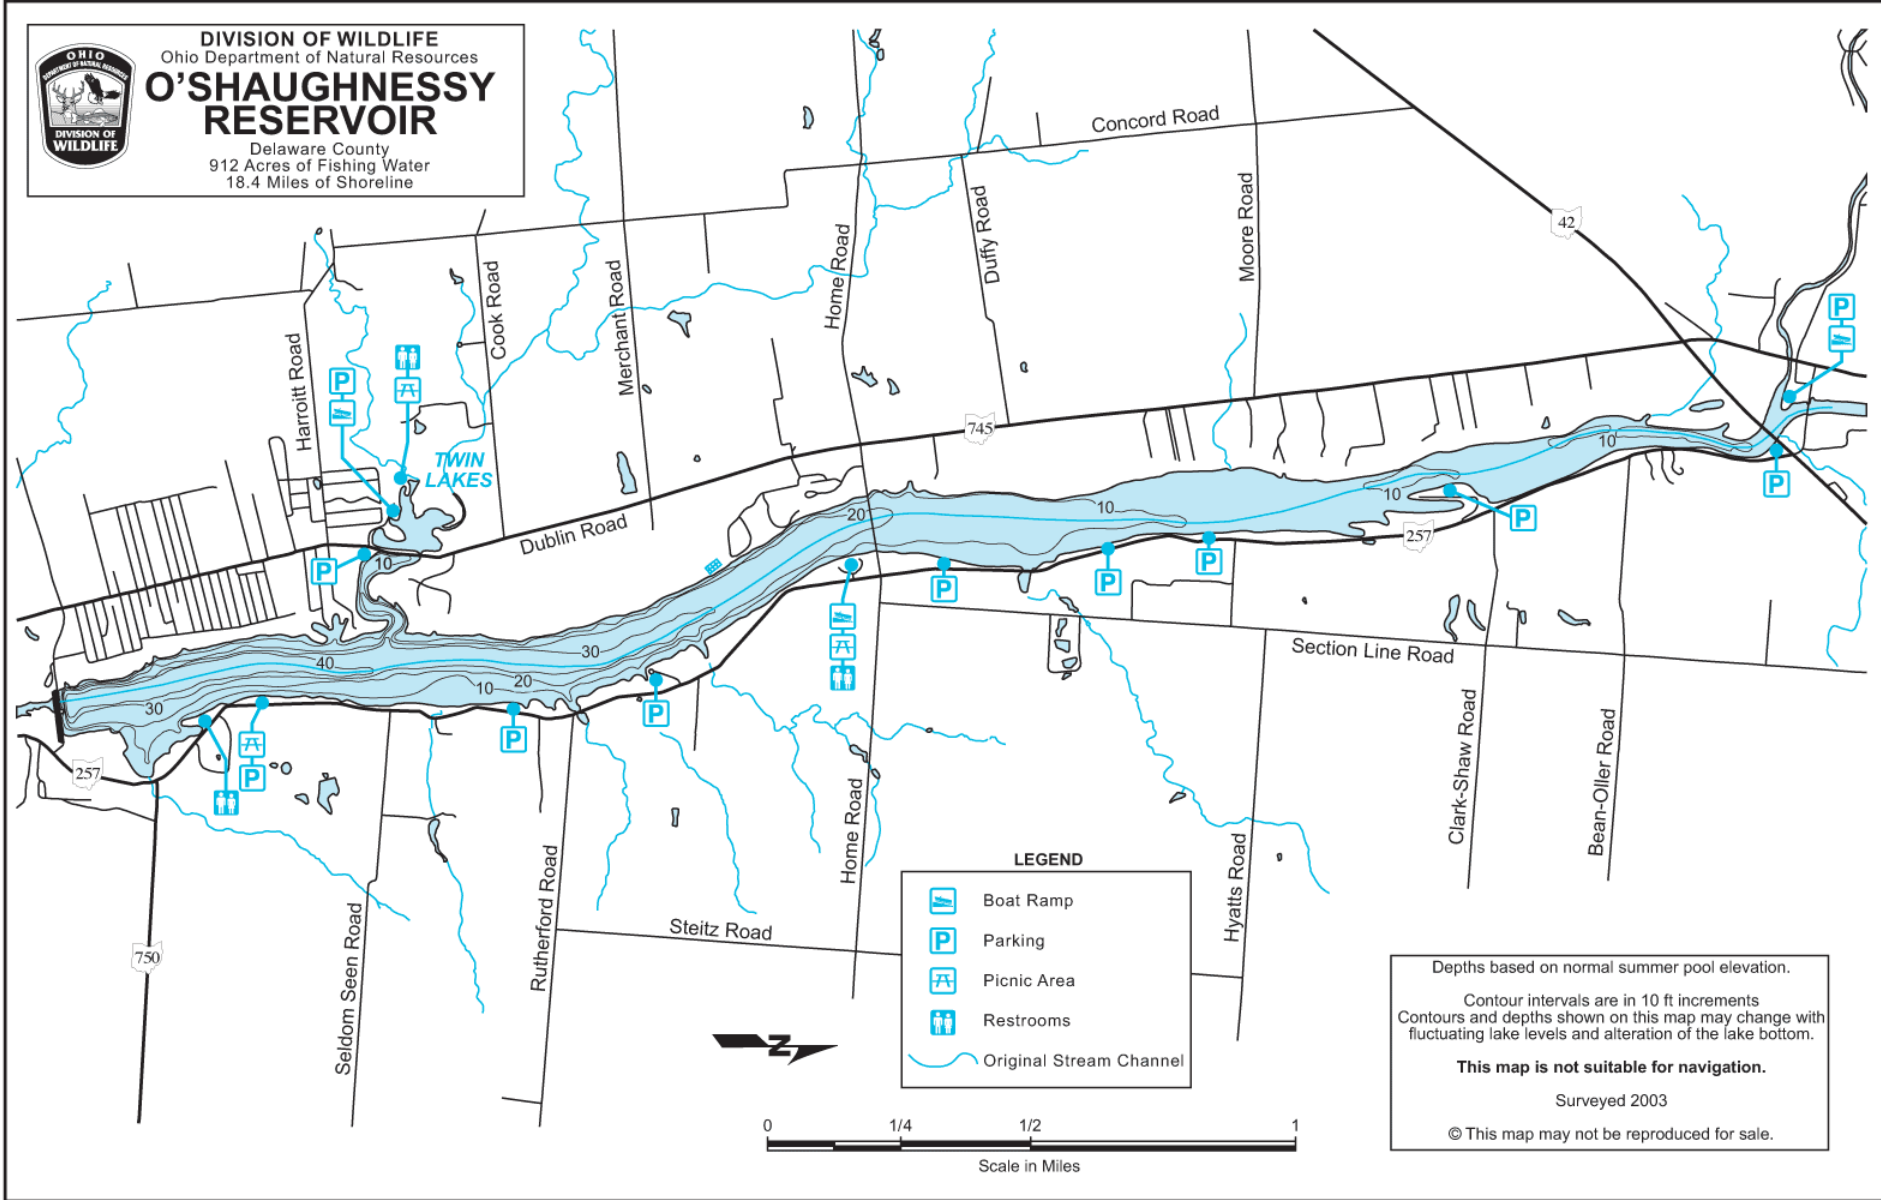 DIVISION OF WILDLIFE
Ohio Department of Natural Resources
O'SHAUGHNESSY
RESERVOIR
Delaware County
912 Acres of Fishing Water
18.4 Miles of Shoreline
OHIO
DEPARTMENT OF NATURAL RESOURCES
DIVISION OF
WILDLIFE
Concord Road
42
Harroitt Road
Cook Road
Merchant Road
Home Road
Duffy Road
Moore Road
P
P
TWIN
LAKES
745
Dublin Road
P
10
20
10
10
10
P
P
257
P
P
P
P
40
30
30
10
20
P
P
P
257
Section Line Road
750
Seldom Seen Road
Rutherford Road
Steitz Road
Home Road
Hyatts Road
Clark-Shaw Road
Bean-Oller Road
LEGEND
Boat Ramp
P Parking
Picnic Area
Restrooms
Original Stream Channel
N
0 1/4 1/2 1
Scale in Miles
Depths based on normal summer pool elevation.
Contour intervals are in 10 ft increments
Contours and depths shown on this map may change with
fluctuating lake levels and alteration of the lake bottom.
This map is not suitable for navigation.
Surveyed 2003
© This map may not be reproduced for sale.